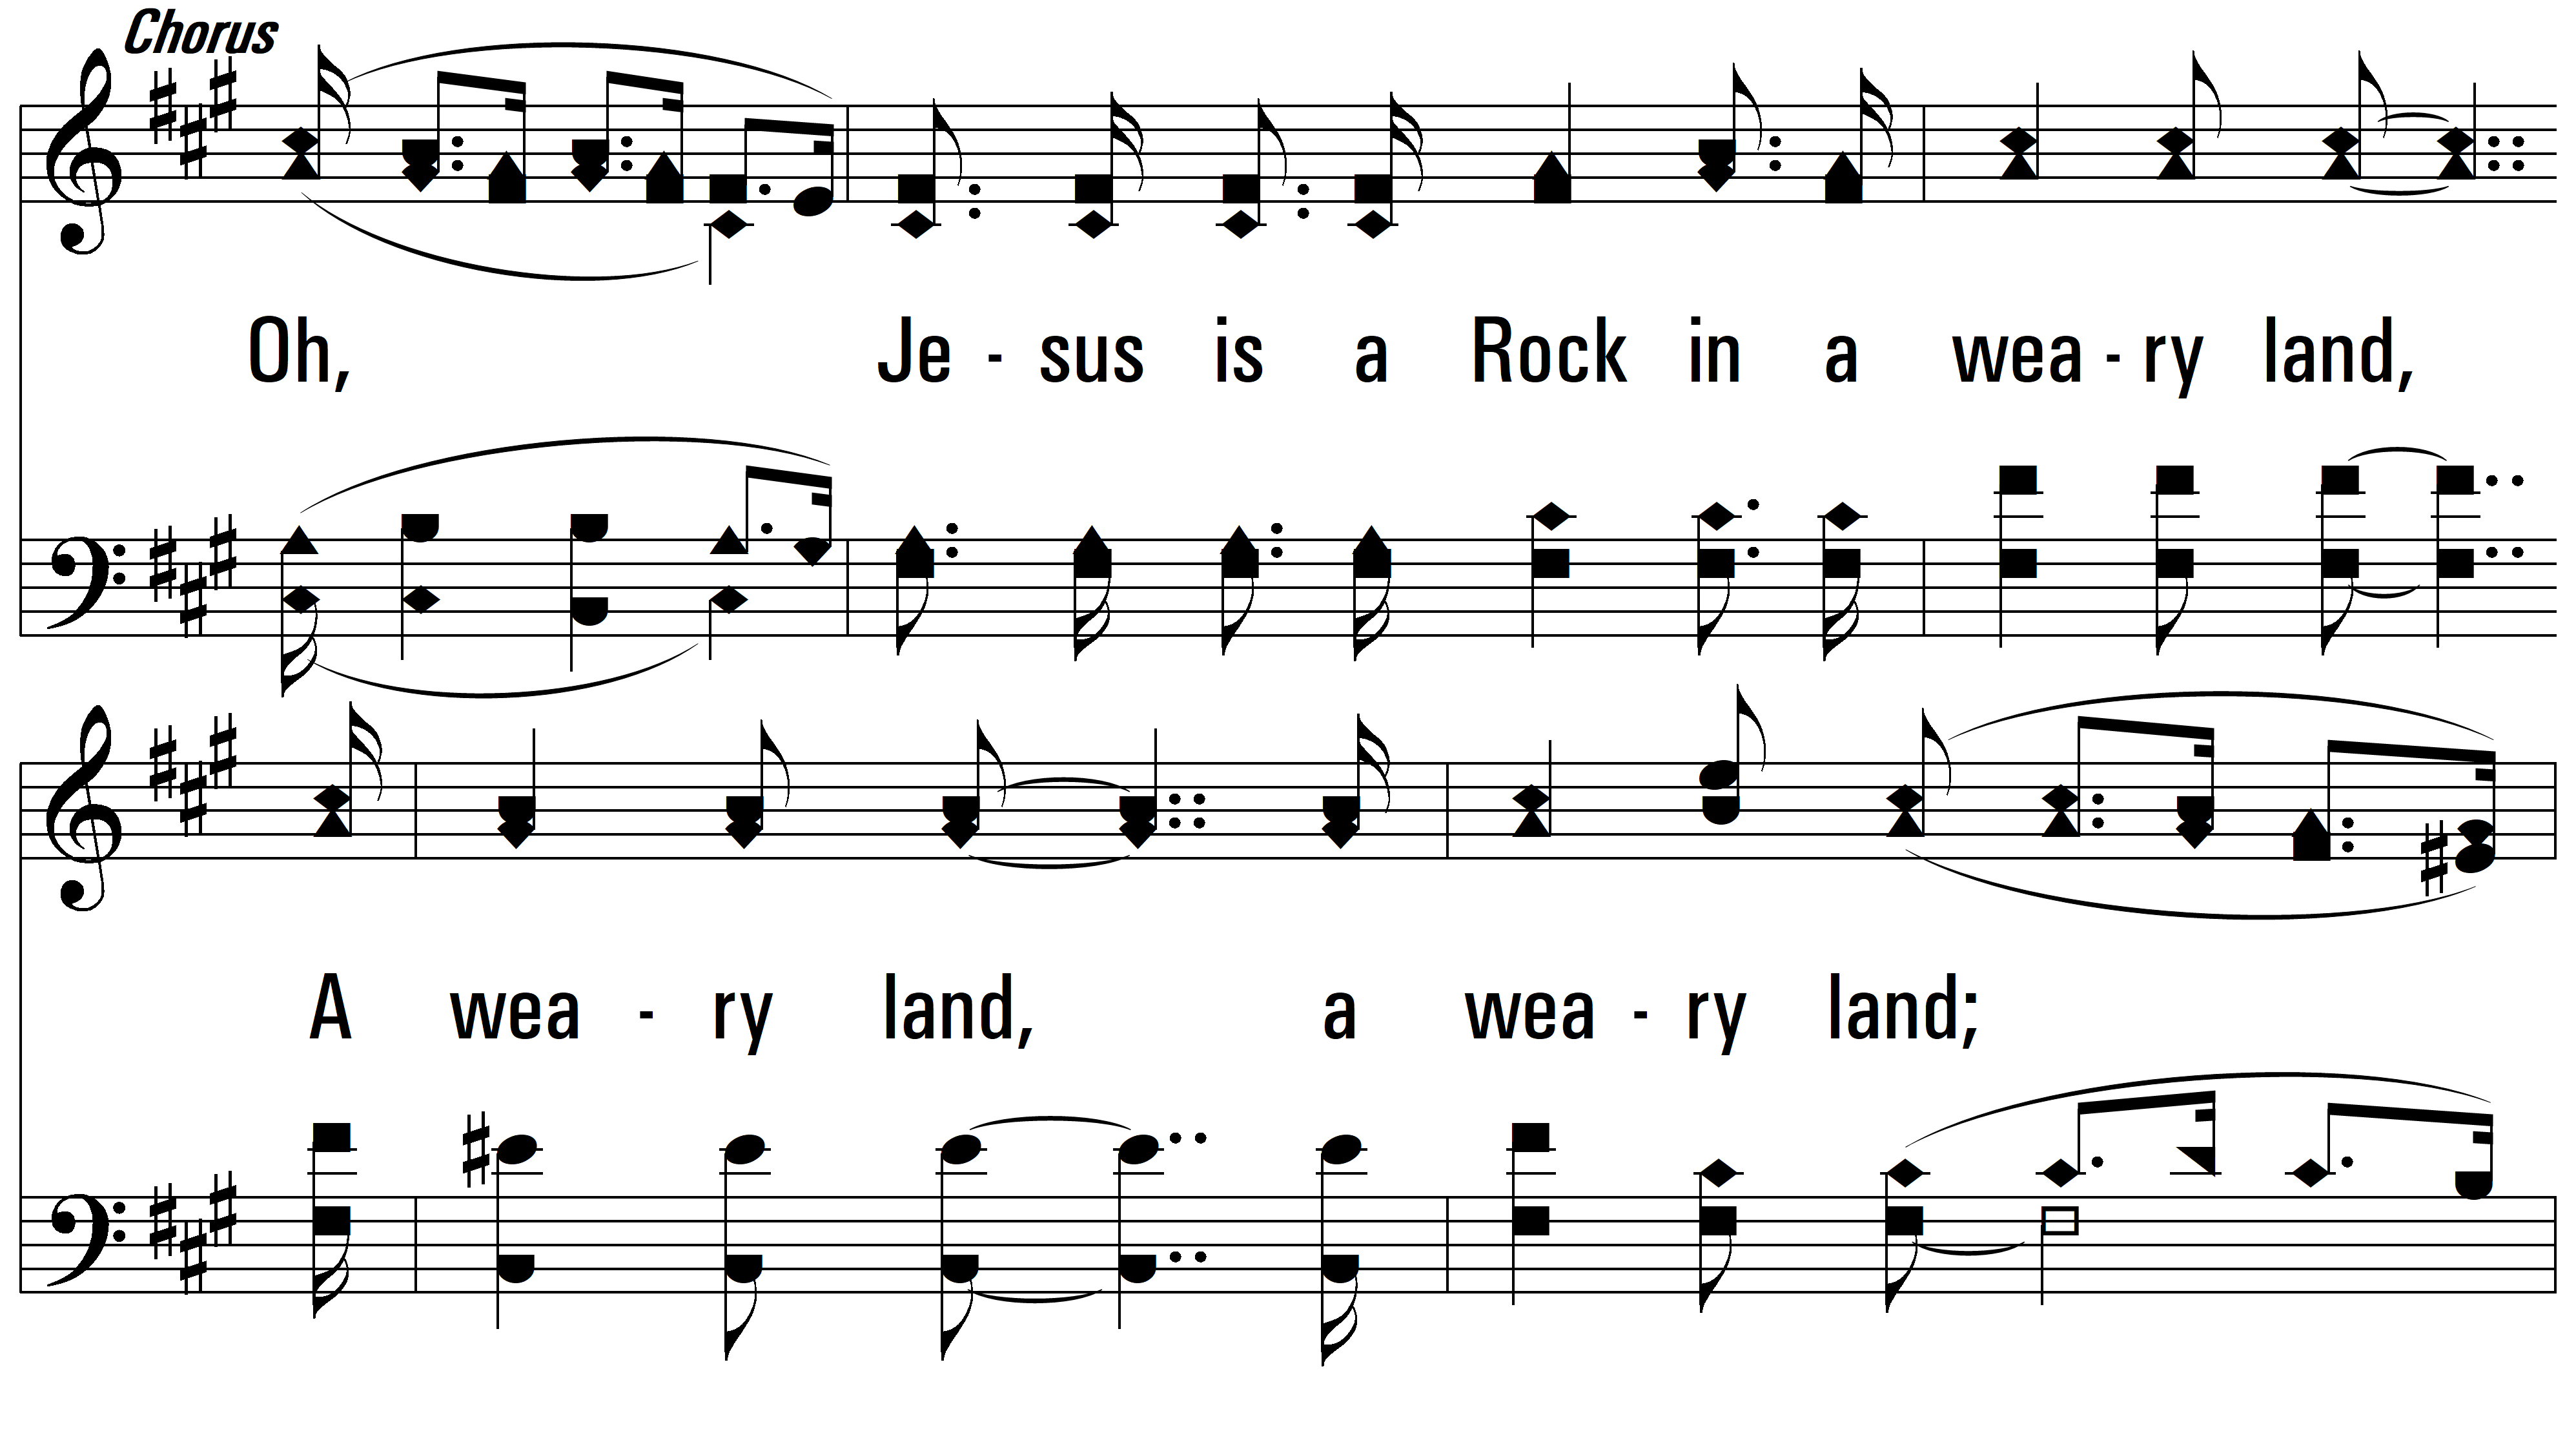 Chorus
Oh, Je - sus is a Rock in a wea - ry land,
A wea - ry land, a wea - ry land;